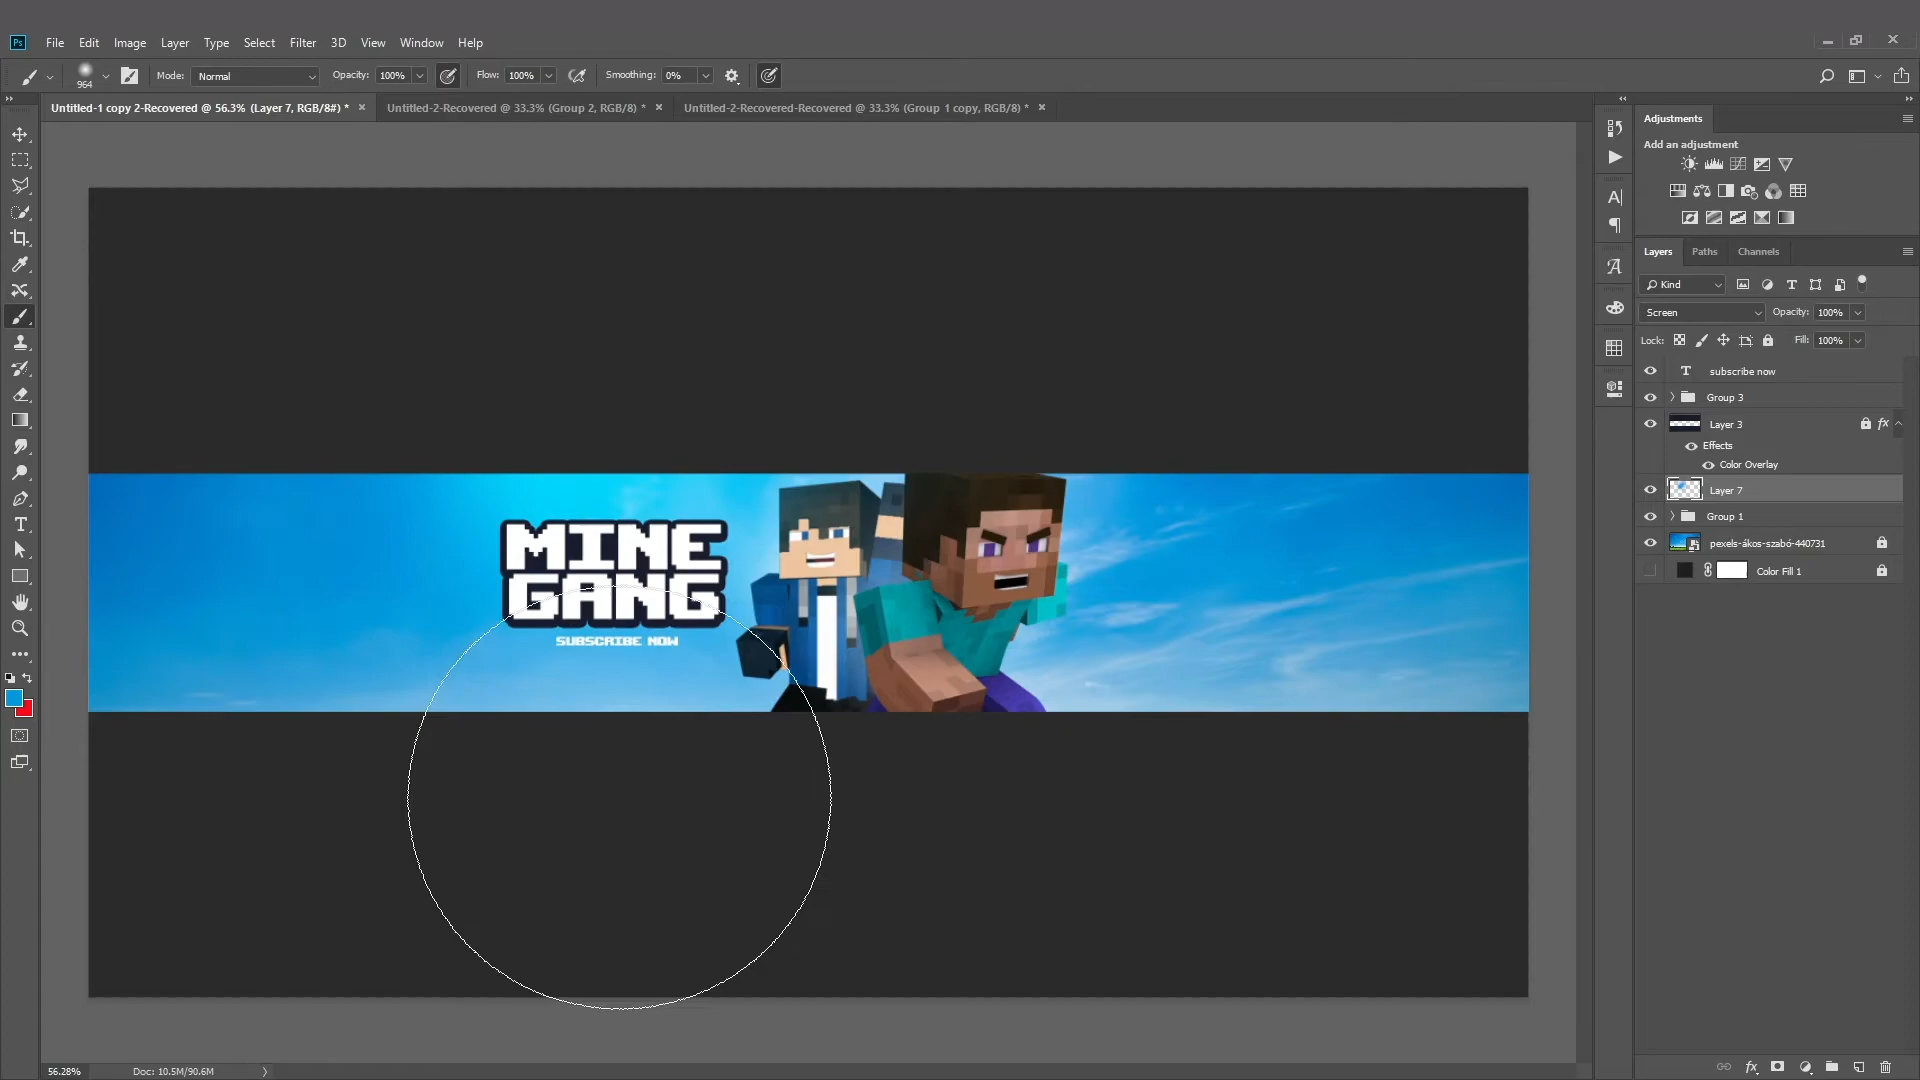 Ps File Edit Image Layer Type Select Filter 3D View Window Help
964 Mode: Normal Opacity: 100% Flow: 100% Smoothing: 0%
Untitled-1 copy 2-Recovered @ 56.3% (Layer 7, RGB/8#) * Untitled-2-Recovered @ 33.3% (Group 2, RGB/8) * Untitled-2-Recovered-Recovered @ 33.3% (Group 1 copy, RGB/8) *
Adjustments
Add an adjustment
Layers Paths Channels
Kind
Screen Opacity: 100%
Lock: Fill: 100%
subscribe now
Group 3
Layer 3 fx
Effects
Color Overlay
Layer 7
Group 1
pexels-ákos-szabó-440731
Color Fill 1
MINE
GANG
SUBSCRIBE NOW
56.28% Doc: 10.5M/90.6M